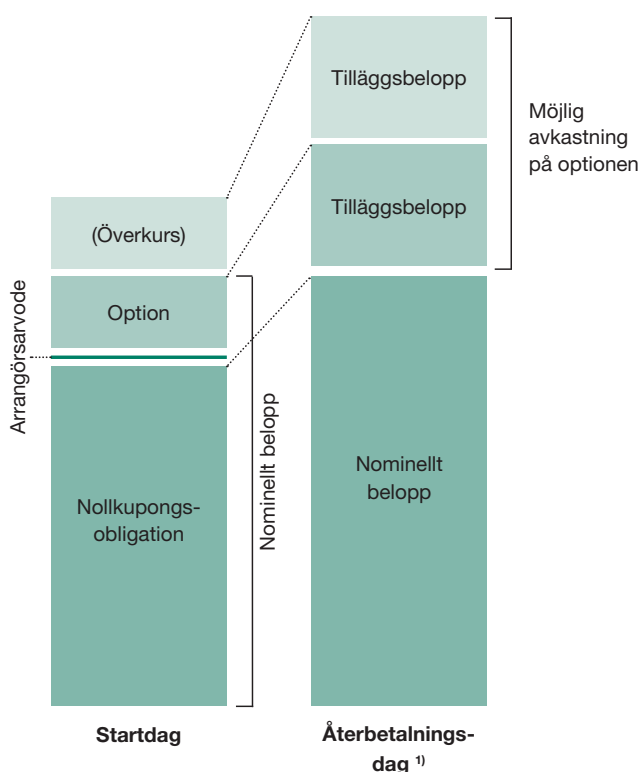 Tilläggsbelopp
Möjlig
avkastning
på optionen
Tilläggsbelopp
(Överkurs)
Option
Arrangörsarvode
Nominellt belopp
Nollkupongs-
obligation
Nominellt
belopp
Startdag
Återbetalnings-
dag 1)